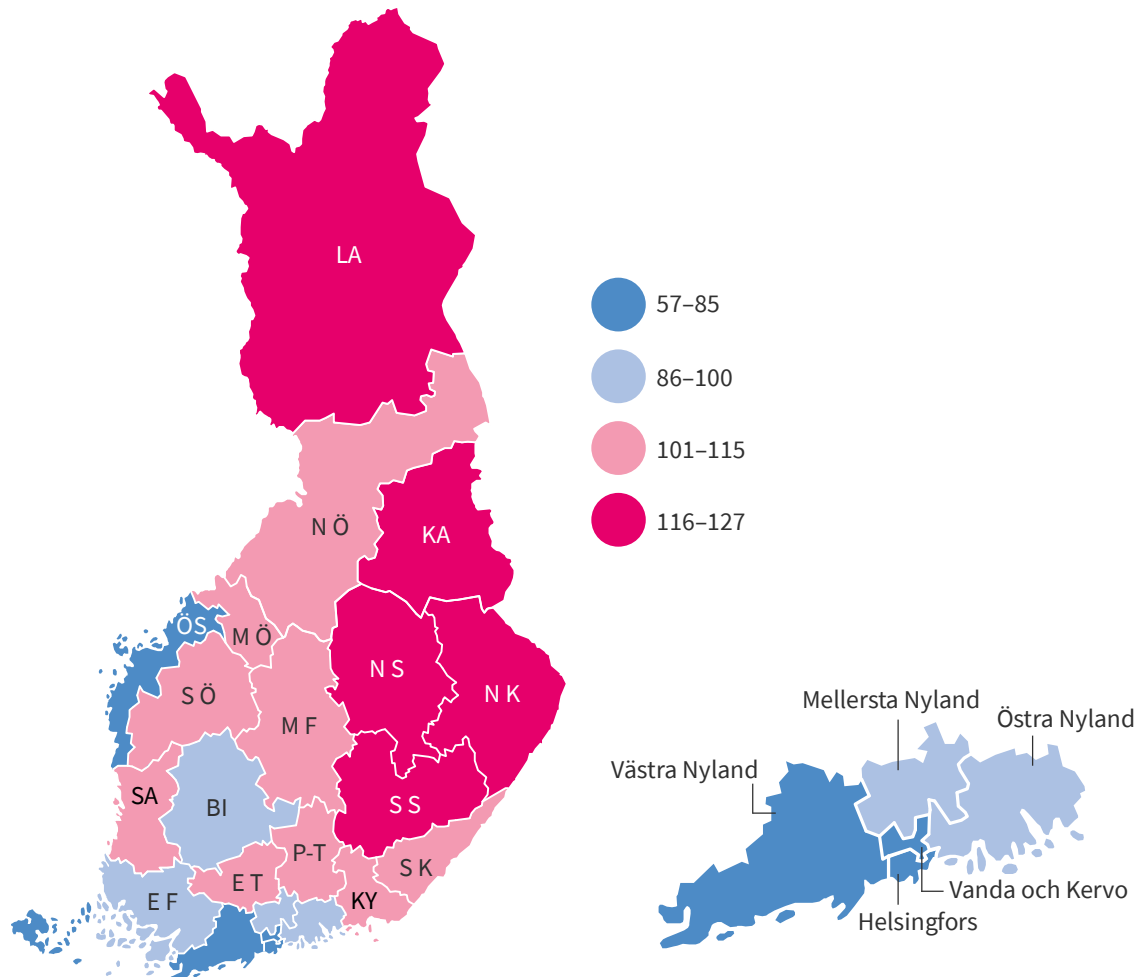 LA
57–85
86–100
101–115
116–127
N Ö
KA
ÖS
M Ö
N S
N K
S Ö
M F
SA
BI
S S
P-T
S K
E T
E F
KY
Mellersta Nyland
Östra Nyland
Västra Nyland
Vanda och Kervo
Helsingfors